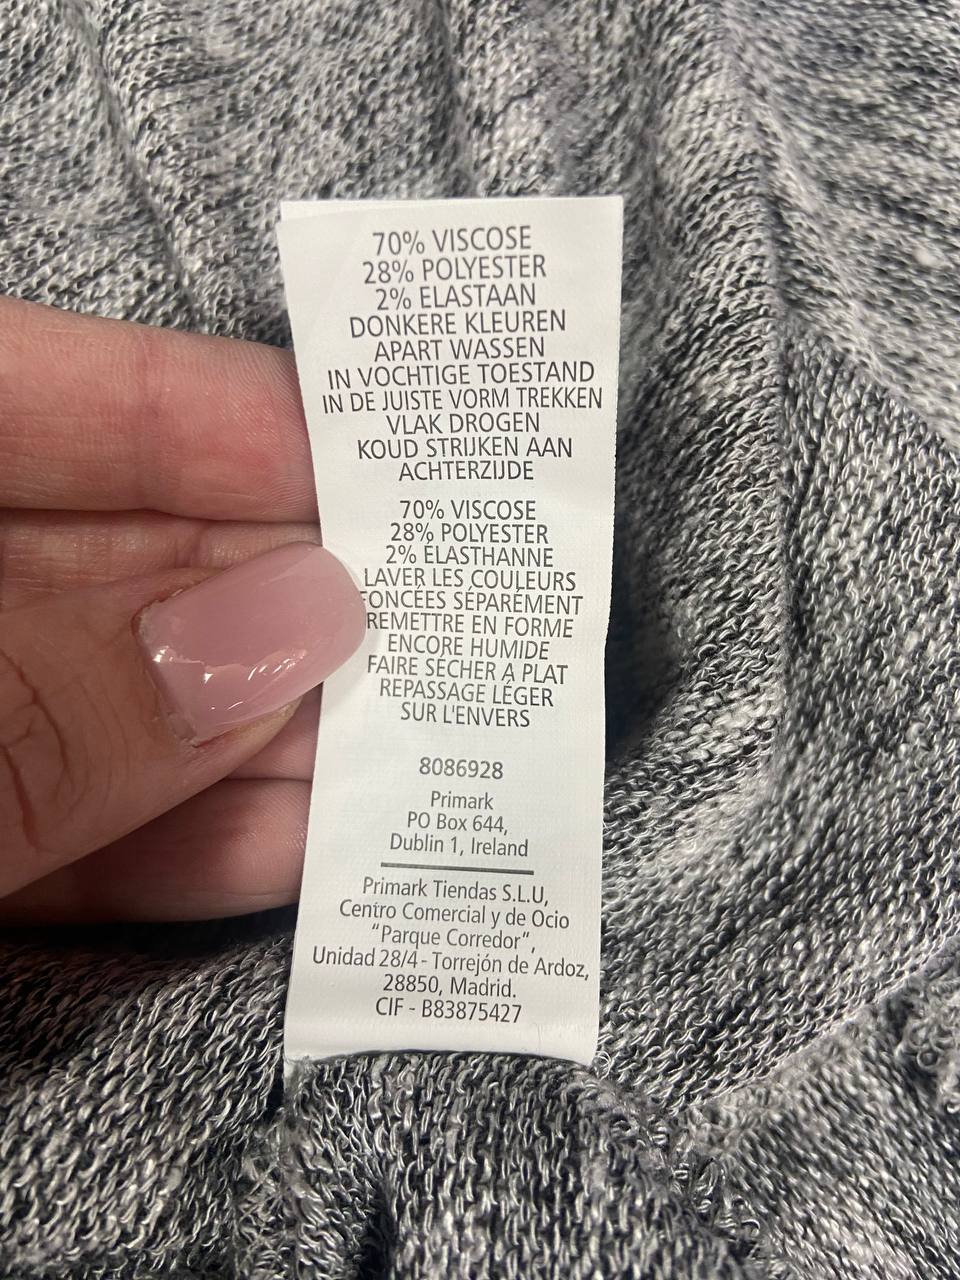 70% VISCOSE
28% POLYESTER
2% ELASTAAN
DONKERE KLEUREN
APART WASSEN
IN VOCHTIGE TOESTAND
IN DE JUISTE VORM TREKKEN
VLAK DROGEN
KOUD STRIJKEN AAN
ACHTERZIJDE
70% VISCOSE
28% POLYESTER
2% ÉLASTHANNE
LAVER LES COULEURS
FONCÉES SÉPARÉMENT
REMETTRE EN FORME
ENCORE HUMIDE
FAIRE SÉCHER A PLAT
REPASSAGE LÉGER
SUR L'ENVERS
8086928
Primark
PO Box 644,
Dublin 1, Ireland
Primark Tiendas S.L.U,
Centro Comercial y de Ocio
“Parque Corredor”,
Unidad 28/4 - Torrejón de Ardoz,
28850, Madrid.
CIF - B83875427